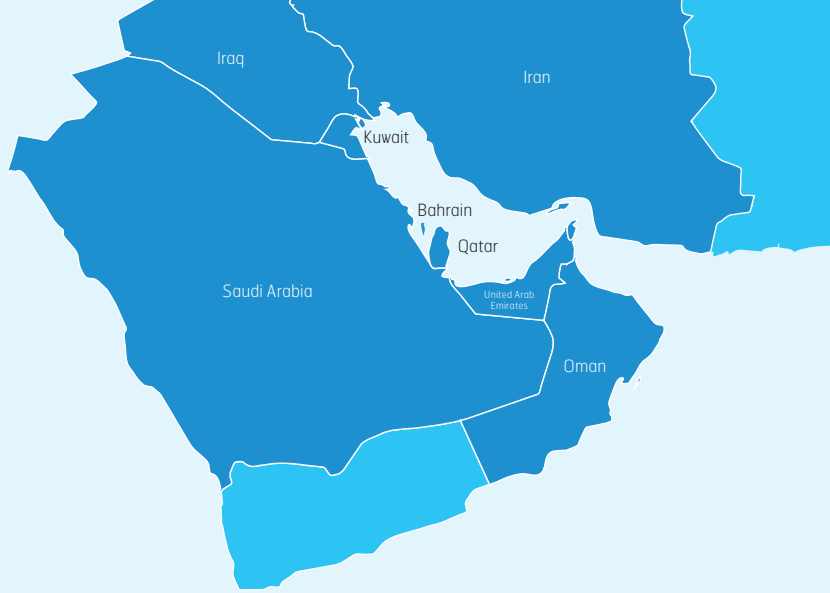 Iraq
Iran
Kuwait
Bahrain
Qatar
Saudi Arabia
United Arab
Emirates
Oman